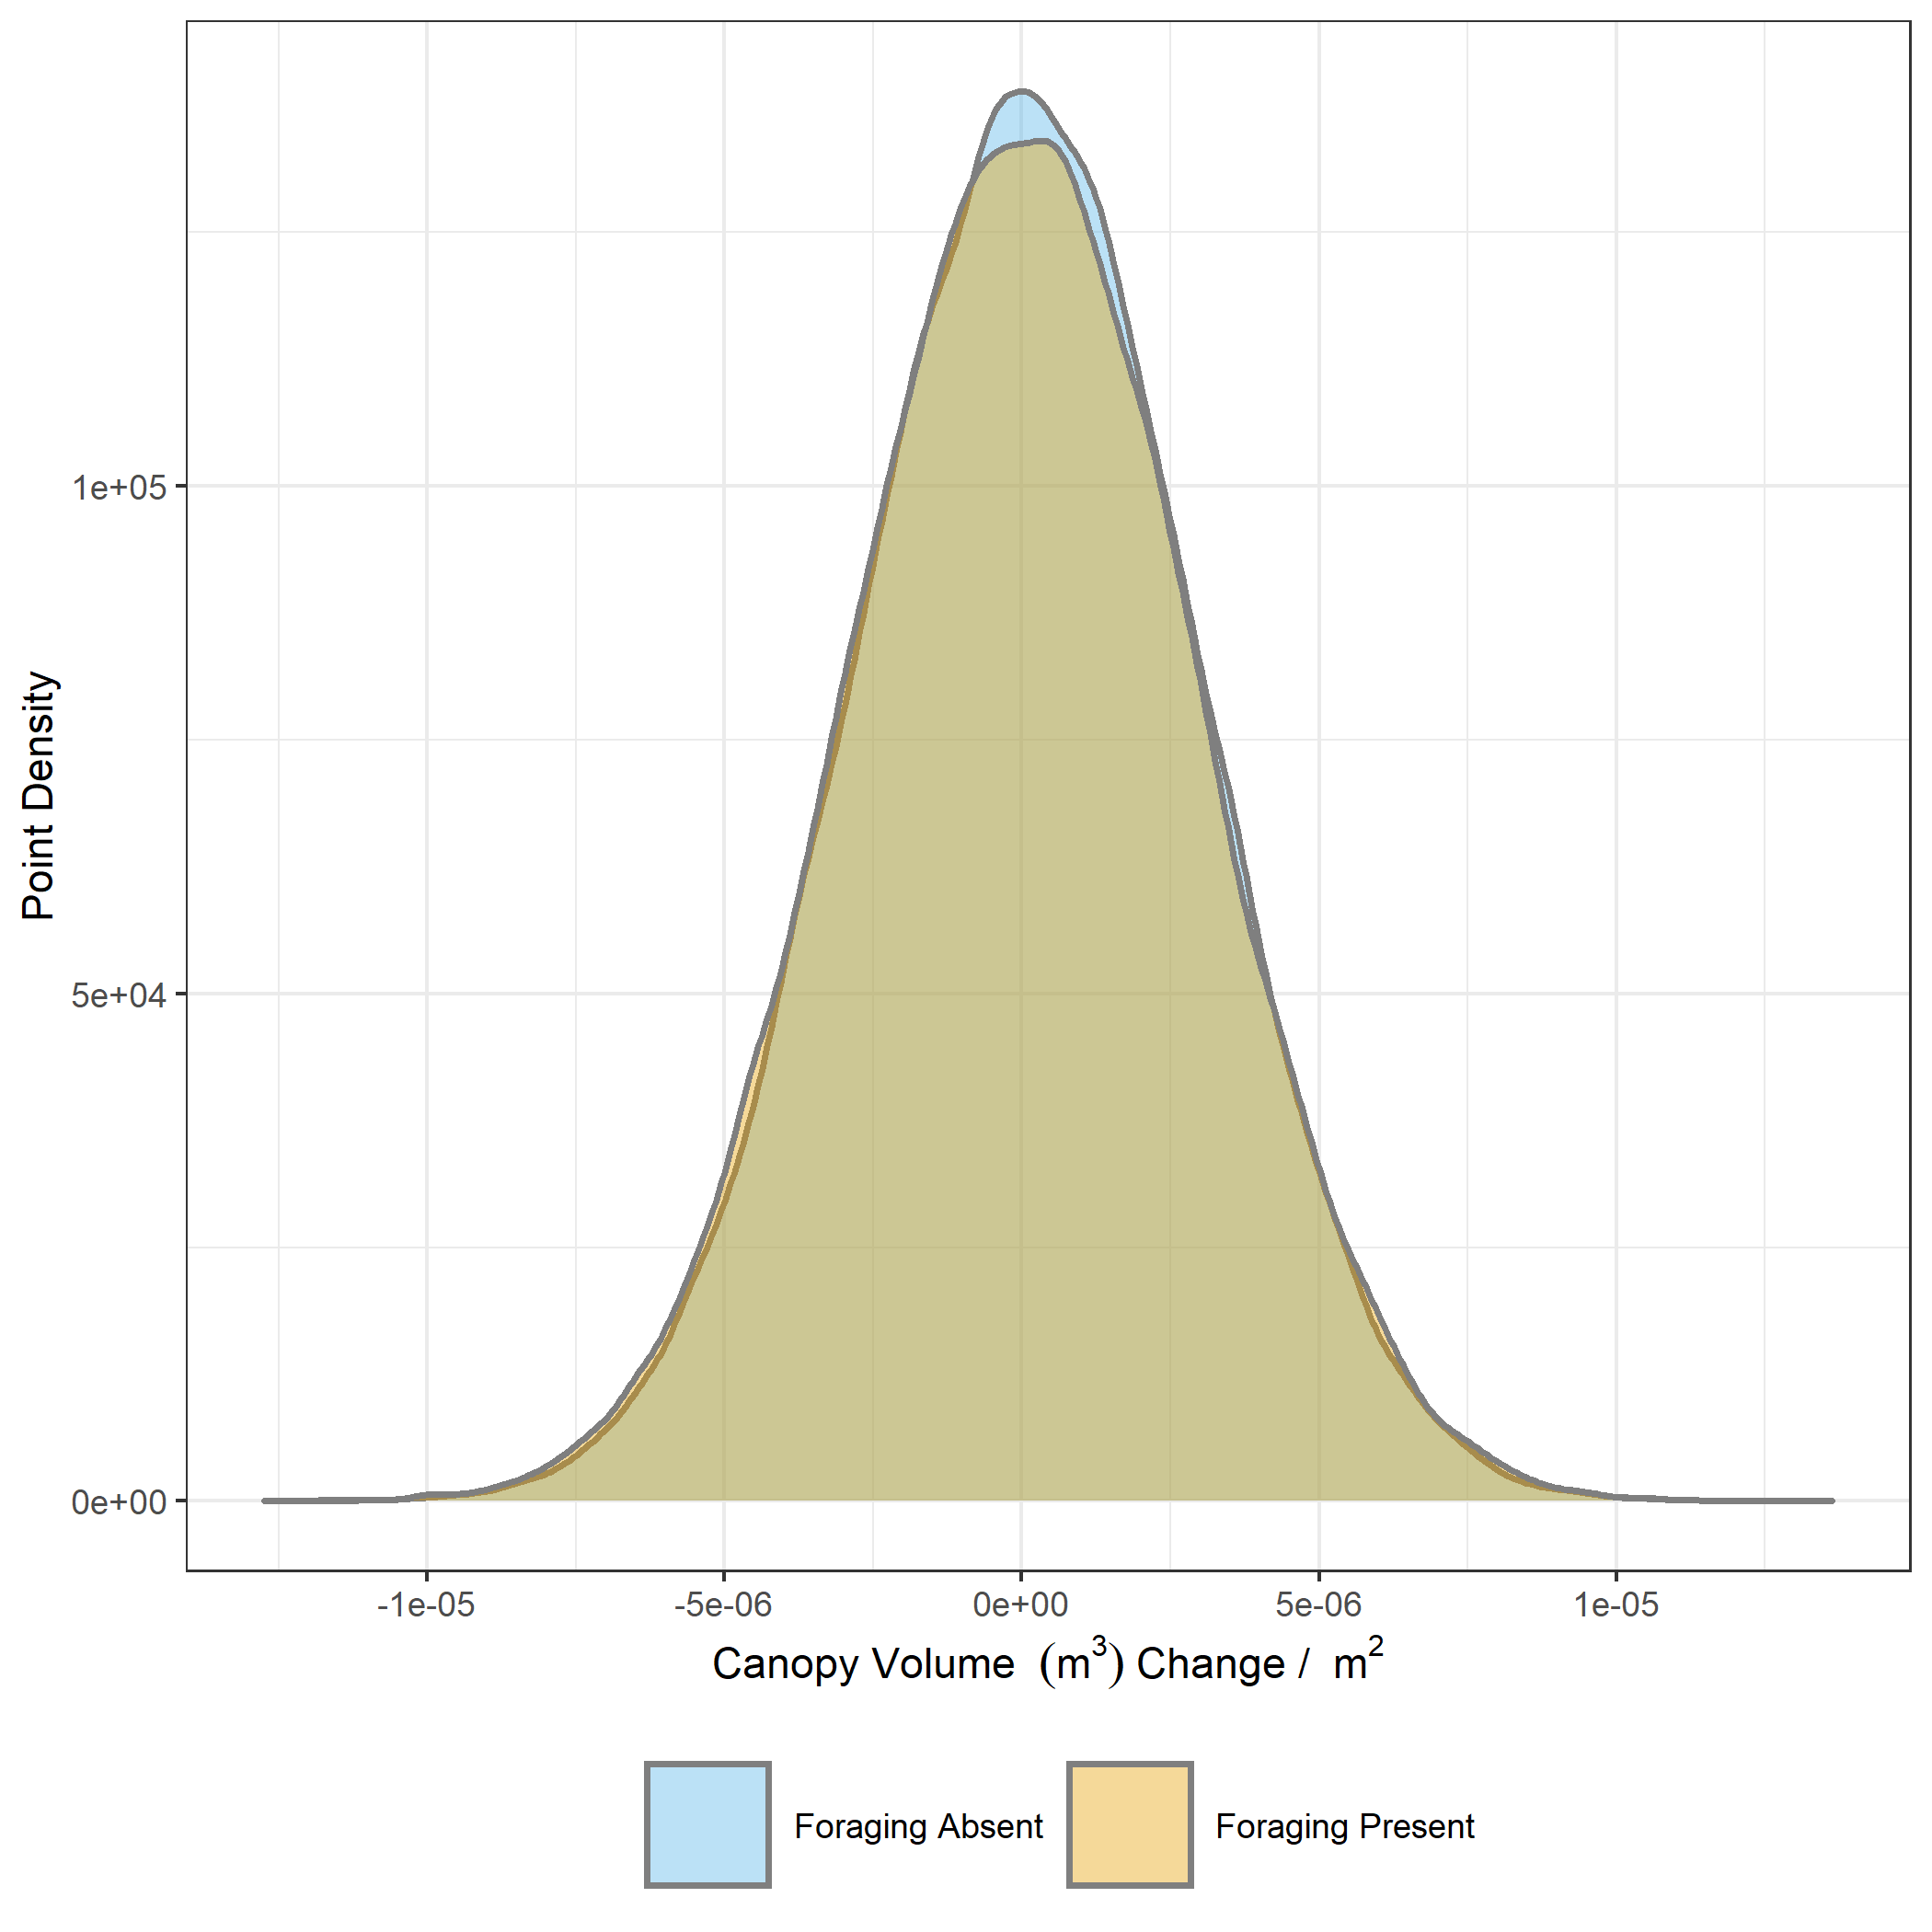 Point Density
1e+05
5e+04
0e+00
-1e-05 -5e-06 0e+00 5e-06 1e-05
Canopy Volume (m³) Change / m²
Foraging Absent Foraging Present